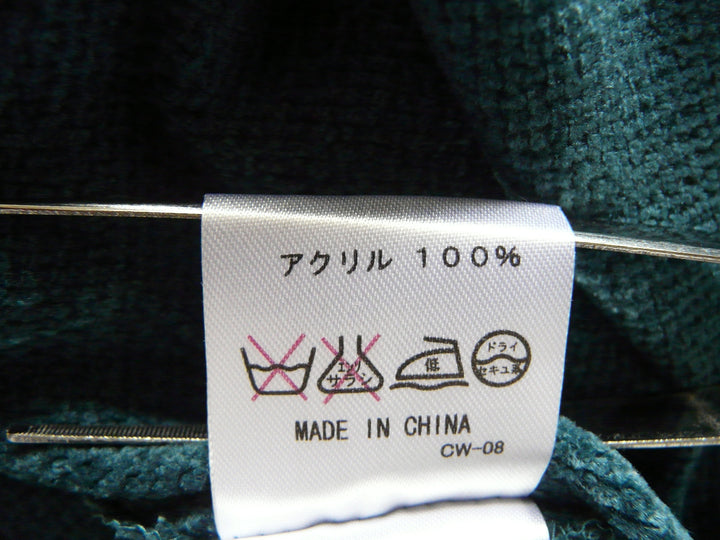 アクリル 100%
エンソ
サラシ
低
ドライ
セキユ系
MADE IN CHINA
CW-08